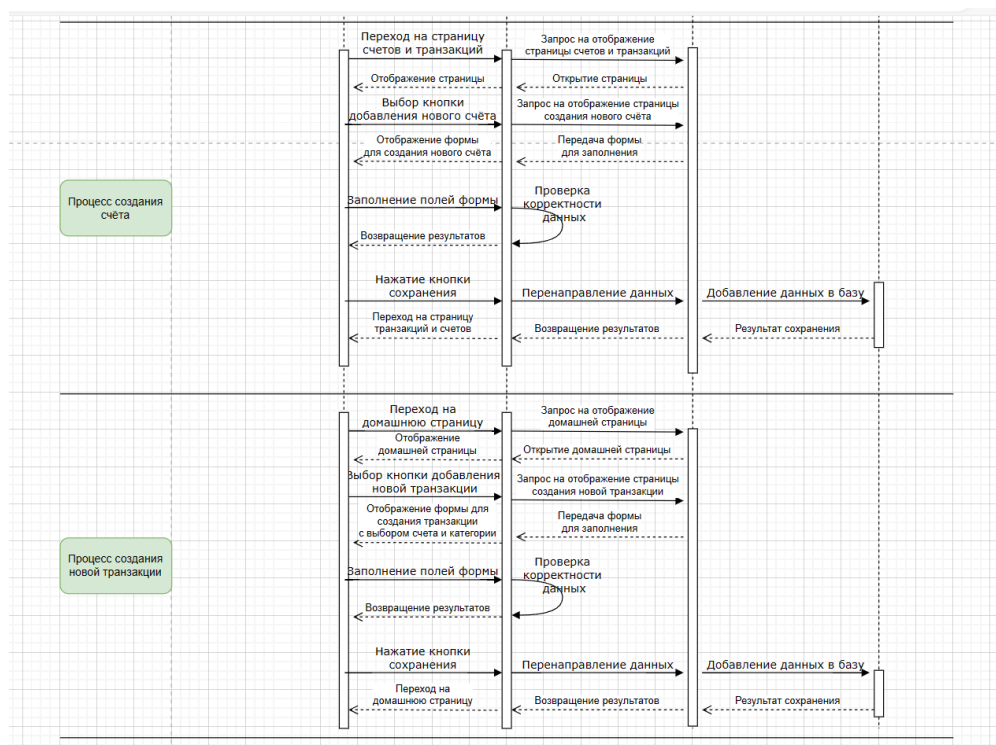 Переход на страницу
счетов и транзакций
Запрос на отображение
страницы счетов и транзакций
Отображение страницы
Открытие страницы
Выбор кнопки
добавления нового счёта
Запрос на отображение страницы
создания нового счёта
Отображение формы
для создания нового счёта
Передача формы
для заполнения
Процесс создания
счёта
Заполнение полей формы
Проверка
корректности
данных
Возвращение результатов
Нажатие кнопки
сохранения
Перенаправление данных
Добавление данных в базу
Переход на страницу
транзакций и счетов
Возвращение результатов
Результат сохранения
Переход на
домашнюю страницу
Запрос на отображение
домашней страницы
Отображение
домашней страницы
Открытие домашней страницы
Выбор кнопки добавления
новой транзакции
Запрос на отображение страницы
создания новой транзакции
Отображение формы для
создания транзакции
с выбором счета и категории
Передача формы
для заполнения
Процесс создания
новой транзакции
Заполнение полей формы
Проверка
корректности
данных
Возвращение результатов
Нажатие кнопки
сохранения
Перенаправление данных
Добавление данных в базу
Переход на
домашнюю страницу
Возвращение результатов
Результат сохранения